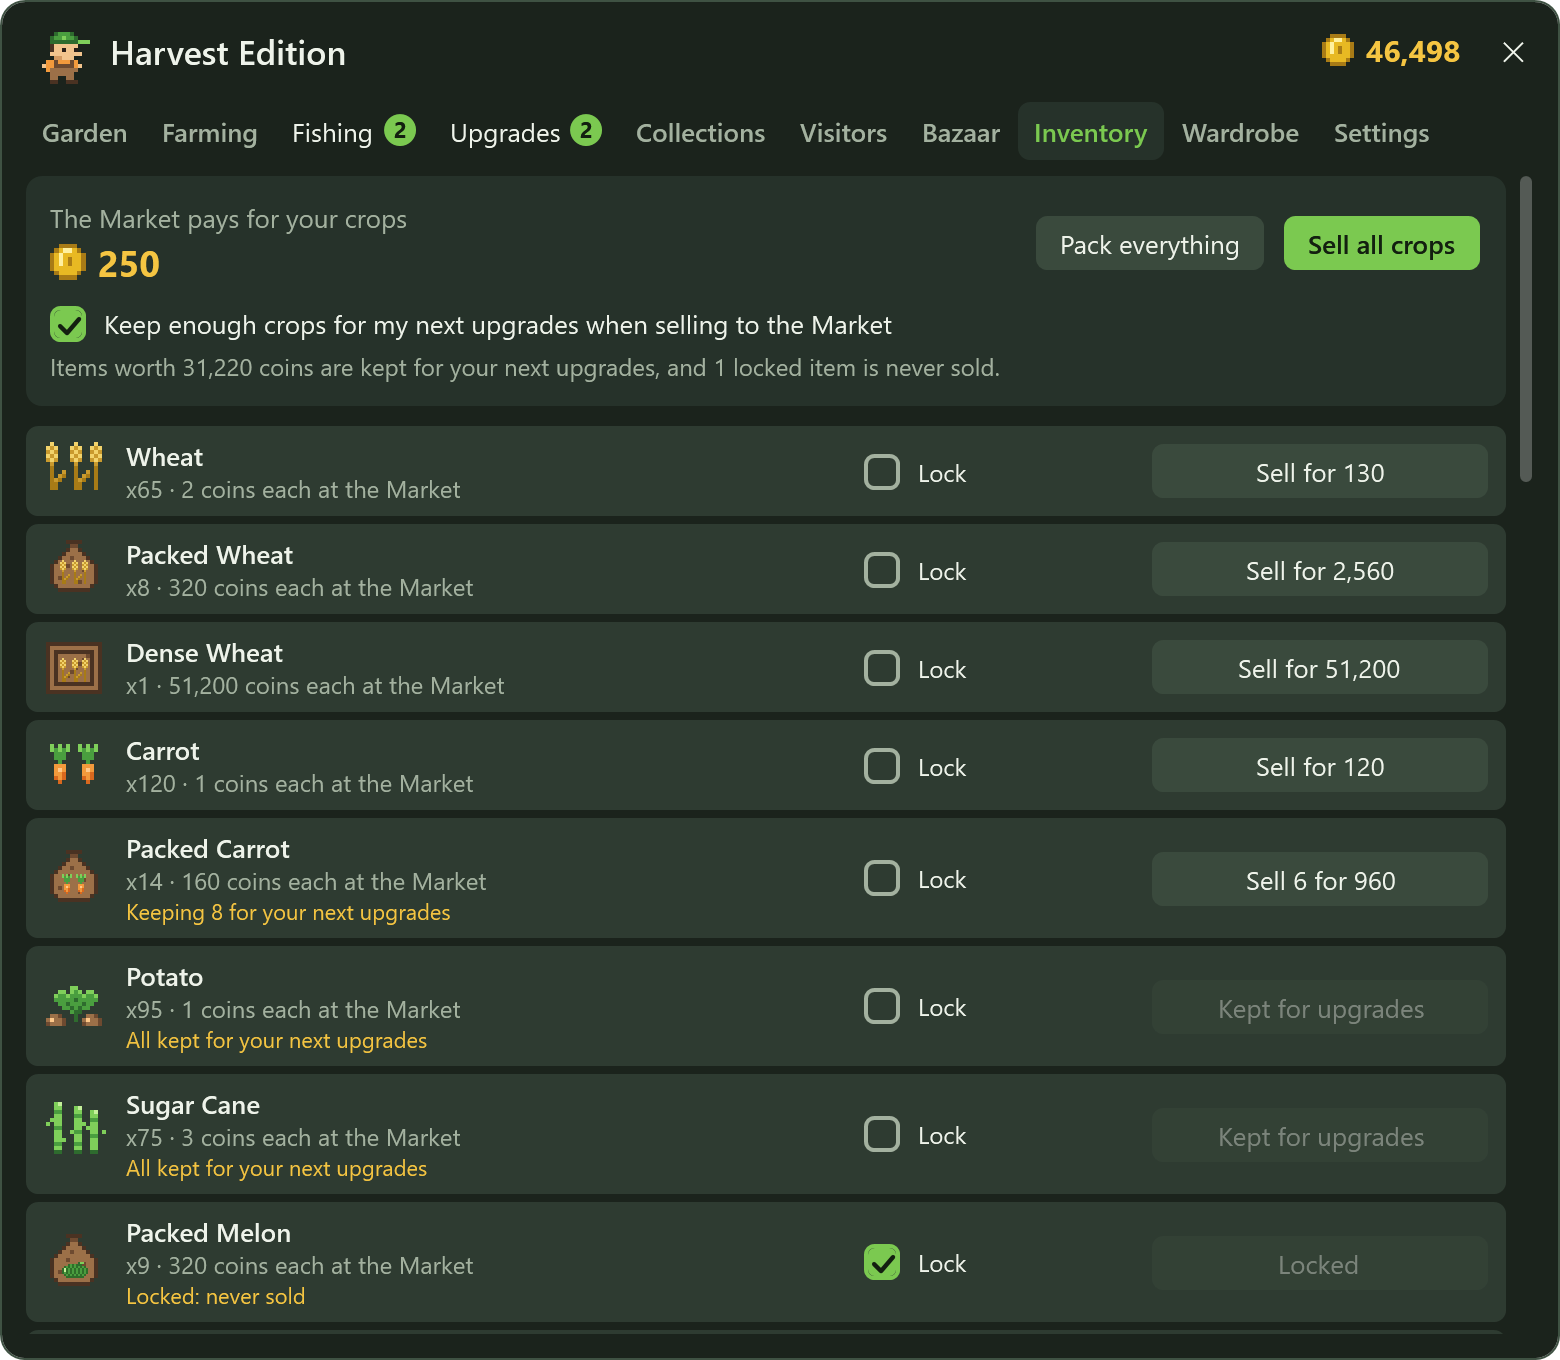 Harvest Edition
46,498
Garden Farming Fishing 2 Upgrades 2 Collections Visitors Bazaar Inventory Wardrobe Settings
The Market pays for your crops
250
Pack everything
Sell all crops
Keep enough crops for my next upgrades when selling to the Market
Items worth 31,220 coins are kept for your next upgrades, and 1 locked item is never sold.
Wheat
x65 · 2 coins each at the Market
Lock
Sell for 130
Packed Wheat
x8 · 320 coins each at the Market
Lock
Sell for 2,560
Dense Wheat
x1 · 51,200 coins each at the Market
Lock
Sell for 51,200
Carrot
x120 · 1 coins each at the Market
Lock
Sell for 120
Packed Carrot
x14 · 160 coins each at the Market
Keeping 8 for your next upgrades
Lock
Sell 6 for 960
Potato
x95 · 1 coins each at the Market
All kept for your next upgrades
Lock
Kept for upgrades
Sugar Cane
x75 · 3 coins each at the Market
All kept for your next upgrades
Lock
Kept for upgrades
Packed Melon
x9 · 320 coins each at the Market
Locked: never sold
Lock
Locked